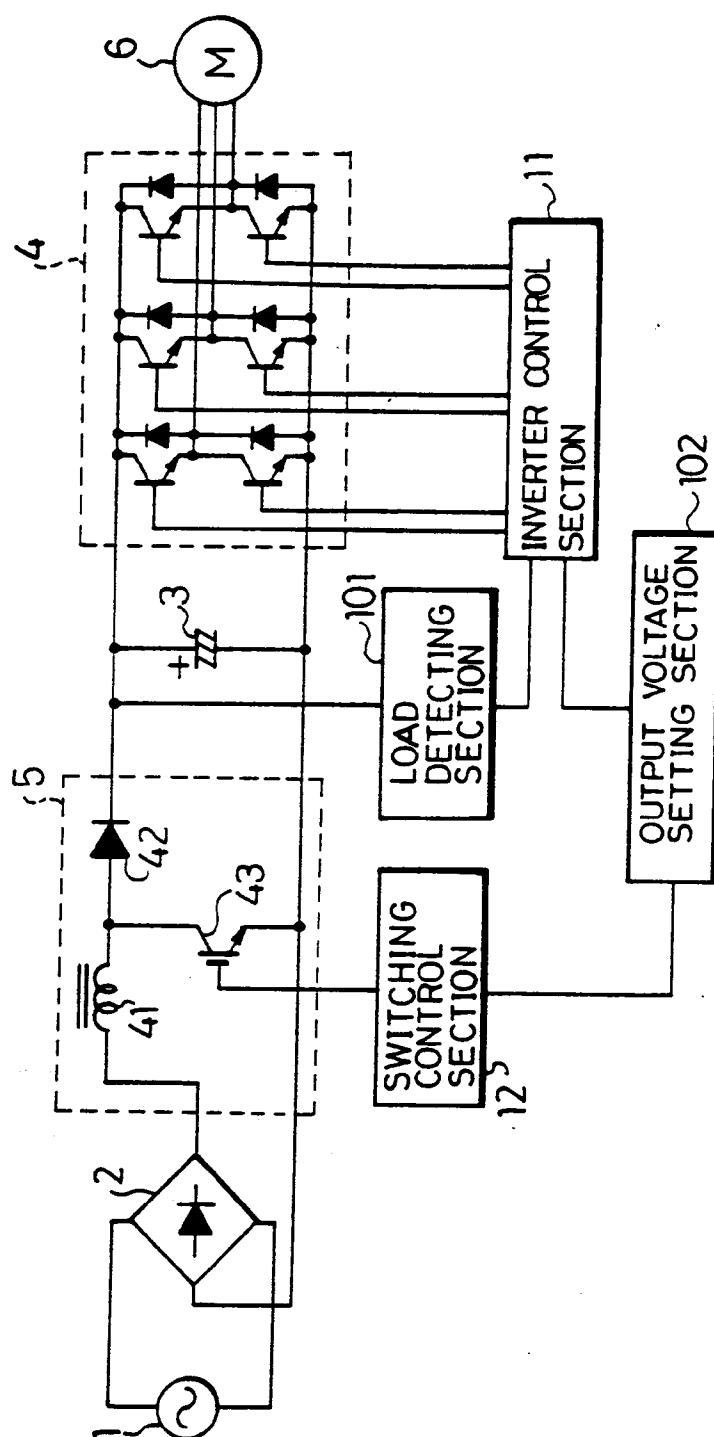 1
2
5
41
42
43
+
3
4
6
M
SWITCHING
CONTROL
SECTION
12
LOAD
DETECTING
SECTION
101
INVERTER CONTROL
SECTION
11
OUTPUT VOLTAGE
SETTING SECTION
102